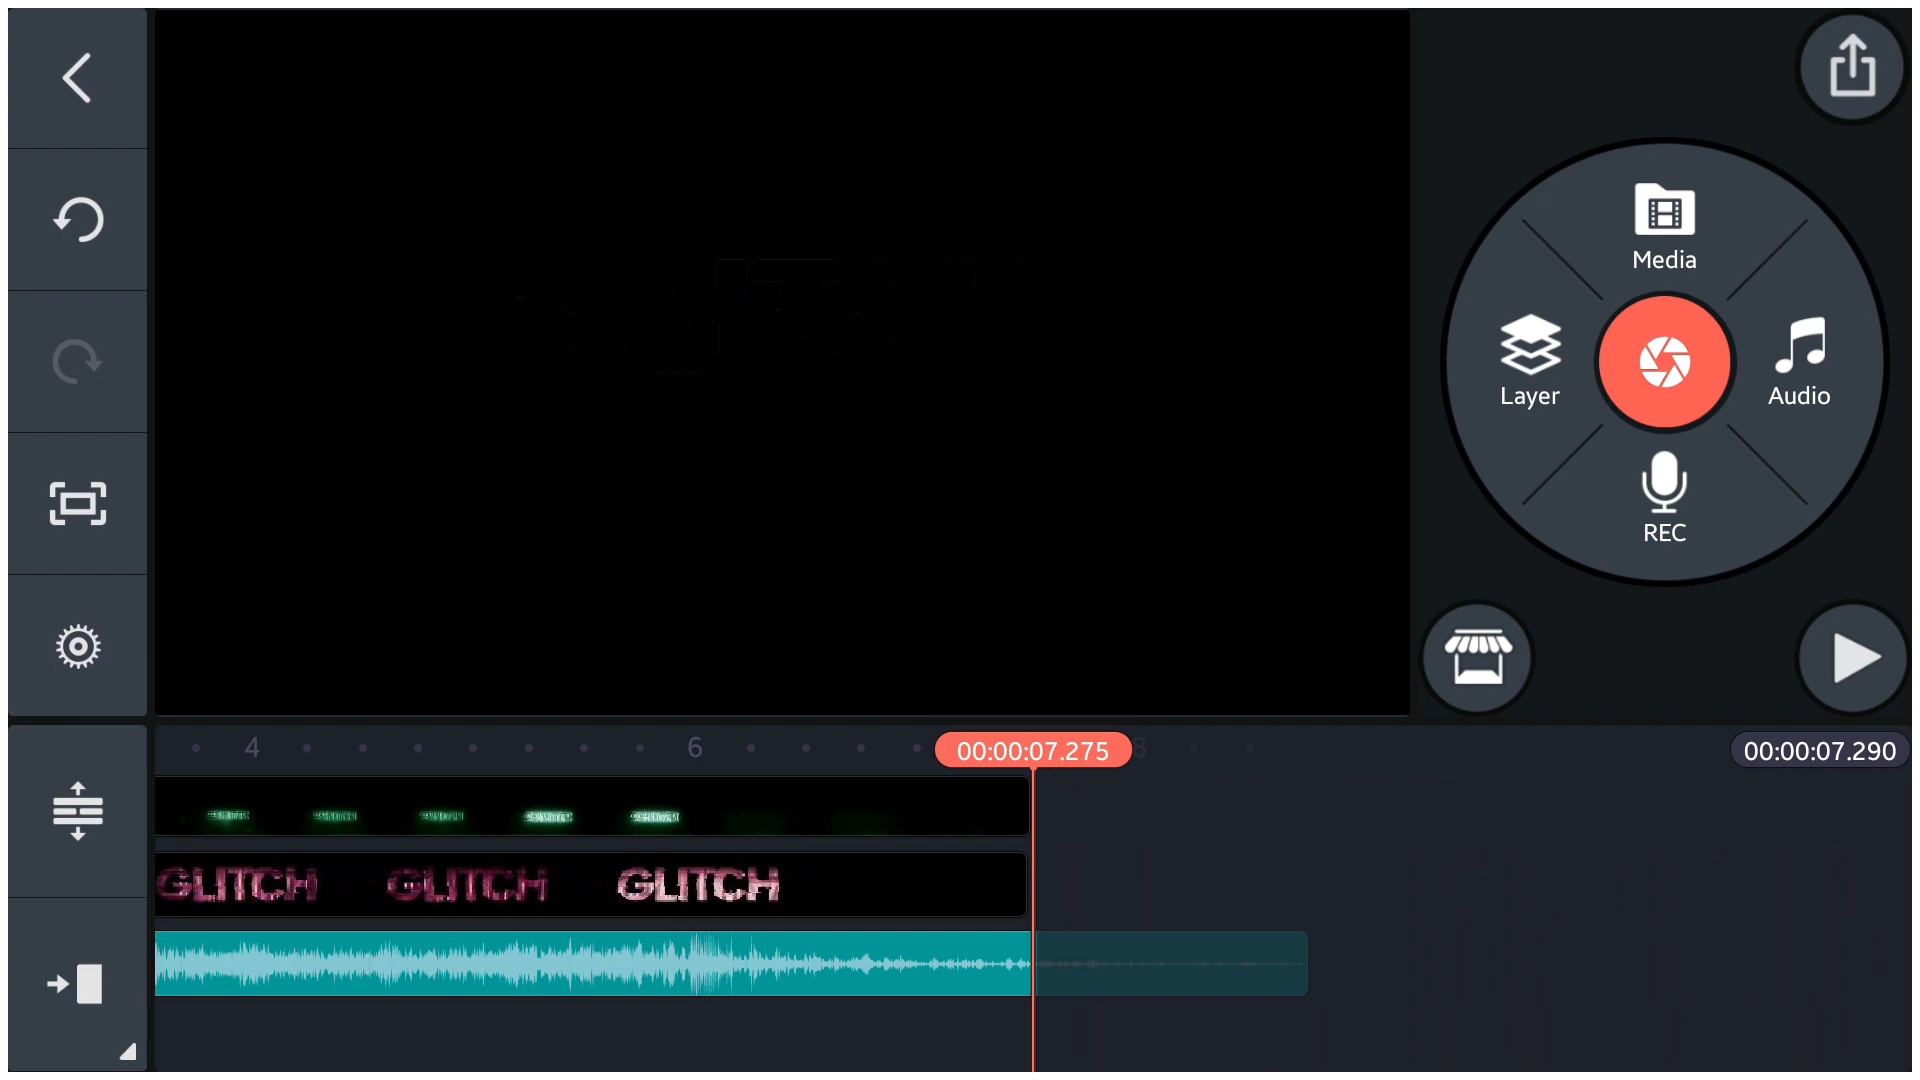 Media
Layer
Audio
REC
4
6
00:00:07.275
8
00:00:07.290
GLITCH GLITCH GLITCH